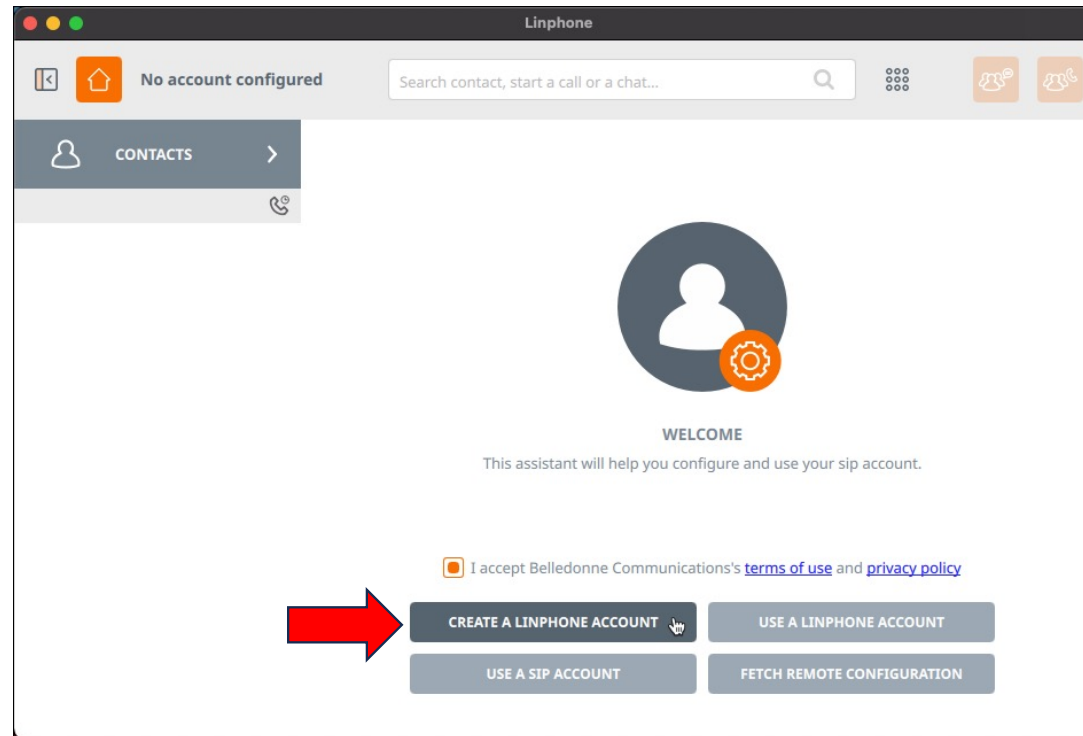 Linphone
No account configured
Search contact, start a call or a chat...
CONTACTS
WELCOME
This assistant will help you configure and use your sip account.
I accept Belledonne Communications's terms of use and privacy policy
CREATE A LINPHONE ACCOUNT
USE A LINPHONE ACCOUNT
USE A SIP ACCOUNT
FETCH REMOTE CONFIGURATION